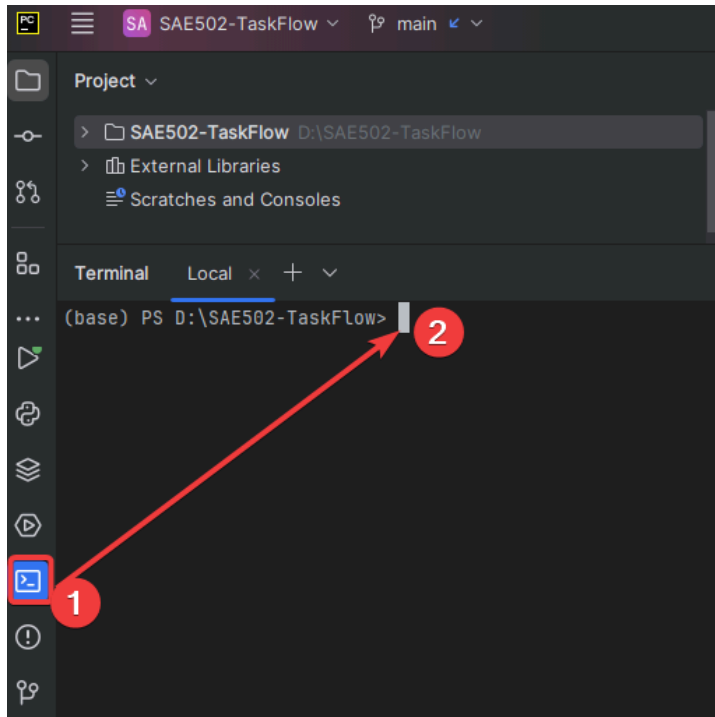 PC
SA SAE502-TaskFlow main
Project
SAE502-TaskFlow D:\SAE502-TaskFlow
External Libraries
Scratches and Consoles
Terminal Local
(base) PS D:\SAE502-TaskFlow>
2
1